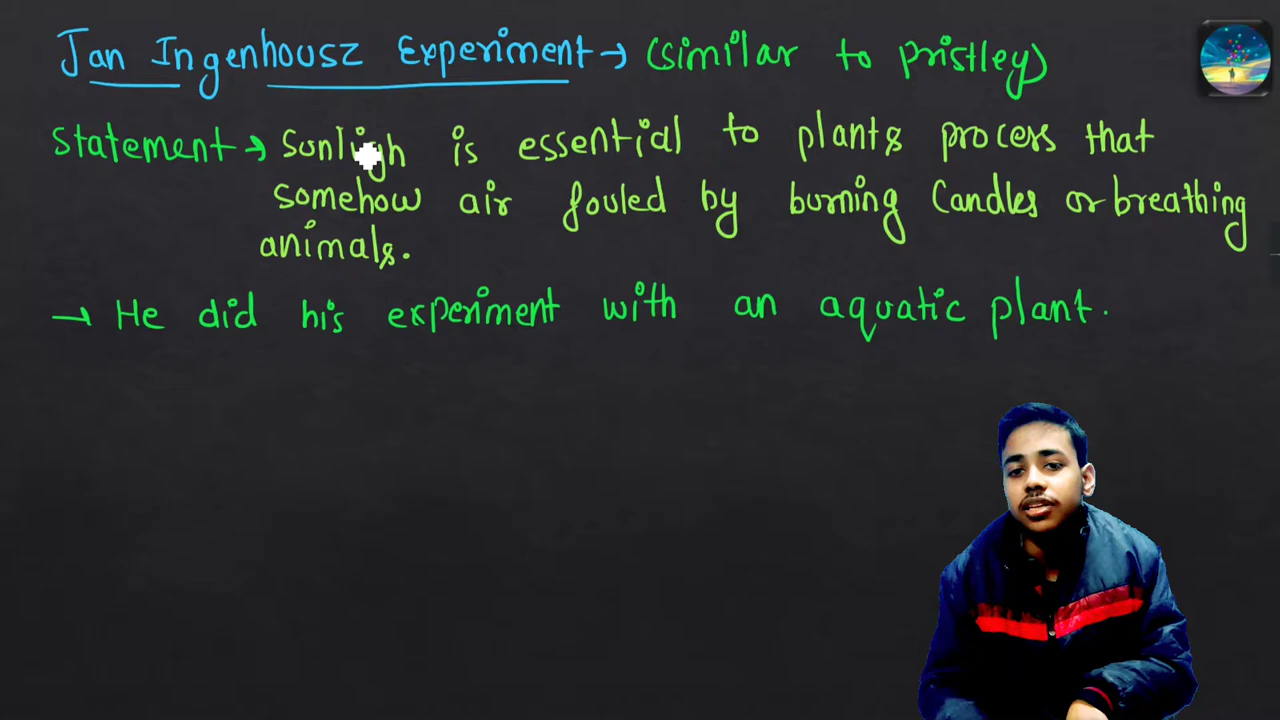 Jan Ingenhousz Experiment → (similar to pristley)
Statement → Sunligh is essential to plants process that
somehow air fouled by burning Candles or breathing
animals.
→ He did his experiment with an aquatic plant.